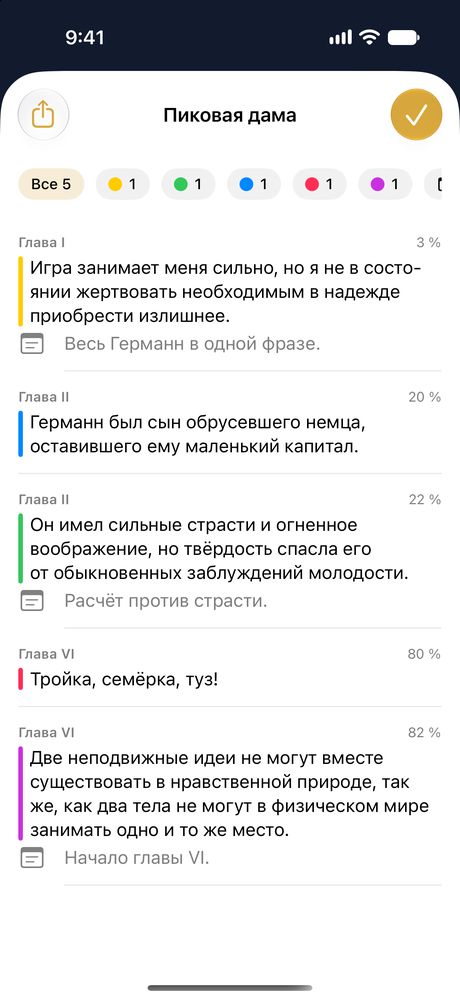 9:41
Пиковая дама
Все 5
1
1
1
1
1
Глава I
3 %
Игра занимает меня сильно, но я не в состо-
янии жертвовать необходимым в надежде
приобрести излишнее.
Весь Германн в одной фразе.
Глава II
20 %
Германн был сын обрусевшего немца,
оставившего ему маленький капитал.
Глава II
22 %
Он имел сильные страсти и огненное
воображение, но твёрдость спасла его
от обыкновенных заблуждений молодости.
Расчёт против страсти.
Глава VI
80 %
Тройка, семёрка, туз!
Глава VI
82 %
Две неподвижные идеи не могут вместе
существовать в нравственной природе, так
же, как два тела не могут в физическом мире
занимать одно и то же место.
Начало главы VI.